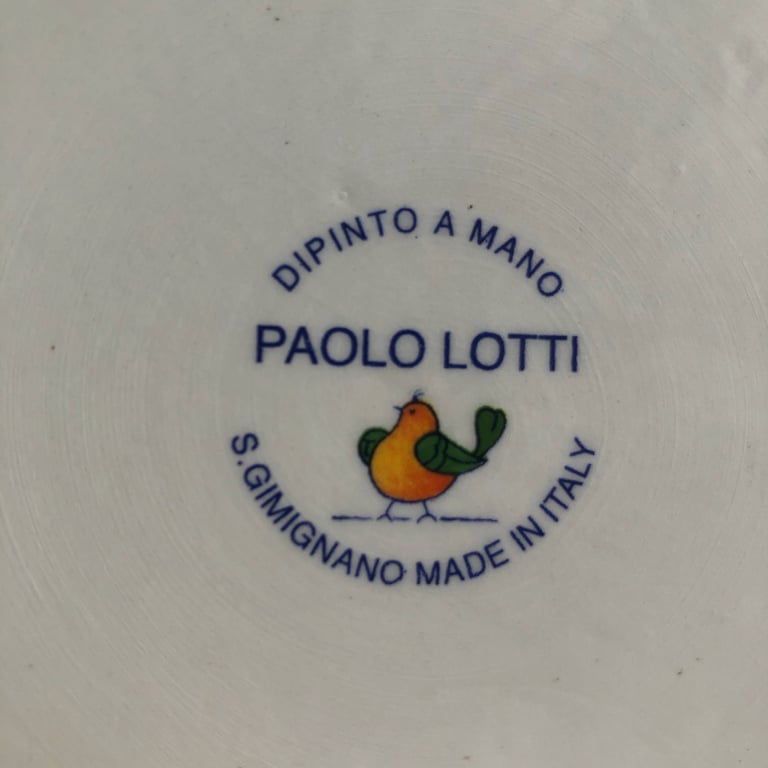 DIPINTO A MANO
PAOLO LOTTI
S.GIMIGNANO MADE IN ITALY